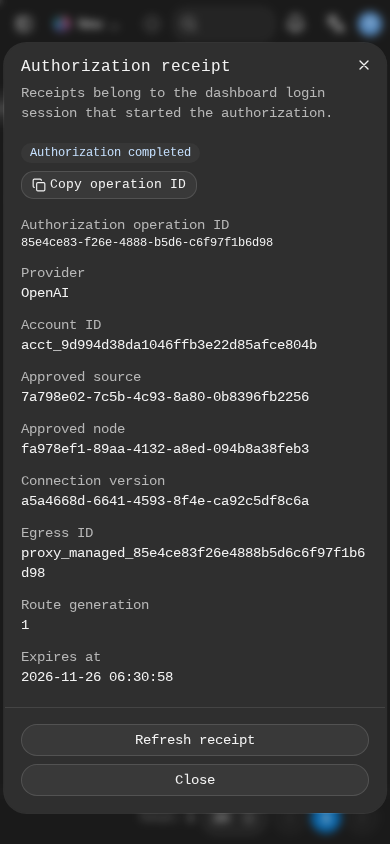 Authorization receipt
Receipts belong to the dashboard login
session that started the authorization.
Authorization completed
Copy operation ID
Authorization operation ID
85e4ce83-f26e-4888-b5d6-c6f97f1b6d98
Provider
OpenAI
Account ID
acct_9d994d38da1046ffb3e22d85afce804b
Approved source
7a798e02-7c5b-4c93-8a80-0b8396fb2256
Approved node
fa978ef1-89aa-4132-a8ed-094b8a38feb3
Connection version
a5a4668d-6641-4593-8f4e-ca92c5df8c6a
Egress ID
proxy_managed_85e4ce83f26e4888b5d6c6f97f1b6
d98
Route generation
1
Expires at
2026-11-26 06:30:58
Refresh receipt
Close